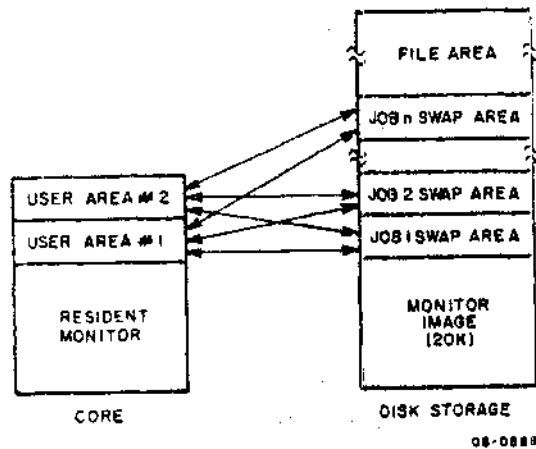 FILE AREA
JOB n SWAP AREA
USER AREA #2
JOB 2 SWAP AREA
USER AREA #1
JOB 1 SWAP AREA
RESIDENT
MONITOR
MONITOR
IMAGE
(20K)
CORE
DISK STORAGE
08-0888